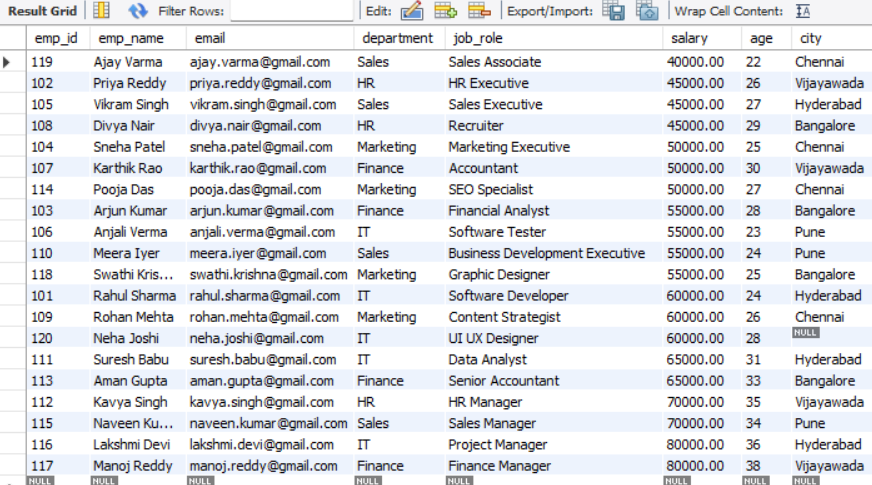 Result Grid Filter Rows: Edit: Export/Import: Wrap Cell Content:
emp_id emp_name email department job_role salary age city
119 Ajay Varma ajay.varma@gmail.com Sales Sales Associate 40000.00 22 Chennai
102 Priya Reddy priya.reddy@gmail.com HR HR Executive 45000.00 26 Vijayawada
105 Vikram Singh vikram.singh@gmail.com Sales Sales Executive 45000.00 27 Hyderabad
108 Divya Nair divya.nair@gmail.com HR Recruiter 45000.00 29 Bangalore
104 Sneha Patel sneha.patel@gmail.com Marketing Marketing Executive 50000.00 25 Chennai
107 Karthik Rao karthik.rao@gmail.com Finance Accountant 50000.00 30 Vijayawada
114 Pooja Das pooja.das@gmail.com Marketing SEO Specialist 50000.00 27 Chennai
103 Arjun Kumar arjun.kumar@gmail.com Finance Financial Analyst 55000.00 28 Bangalore
106 Anjali Verma anjali.verma@gmail.com IT Software Tester 55000.00 23 Pune
110 Meera Iyer meera.iyer@gmail.com Sales Business Development Executive 55000.00 24 Pune
118 Swathi Kris... swathi.krishna@gmail.com Marketing Graphic Designer 55000.00 25 Bangalore
101 Rahul Sharma rahul.sharma@gmail.com IT Software Developer 60000.00 24 Hyderabad
109 Rohan Mehta rohan.mehta@gmail.com Marketing Content Strategist 60000.00 26 Chennai
120 Neha Joshi neha.joshi@gmail.com IT UI UX Designer 60000.00 28 NULL
111 Suresh Babu suresh.babu@gmail.com IT Data Analyst 65000.00 31 Hyderabad
113 Aman Gupta aman.gupta@gmail.com Finance Senior Accountant 65000.00 33 Bangalore
112 Kavya Singh kavya.singh@gmail.com HR HR Manager 70000.00 35 Vijayawada
115 Naveen Ku... naveen.kumar@gmail.com Sales Sales Manager 70000.00 34 Pune
116 Lakshmi Devi lakshmi.devi@gmail.com IT Project Manager 80000.00 36 Hyderabad
117 Manoj Reddy manoj.reddy@gmail.com Finance Finance Manager 80000.00 38 Vijayawada
NULL NULL NULL NULL NULL NULL NULL NULL